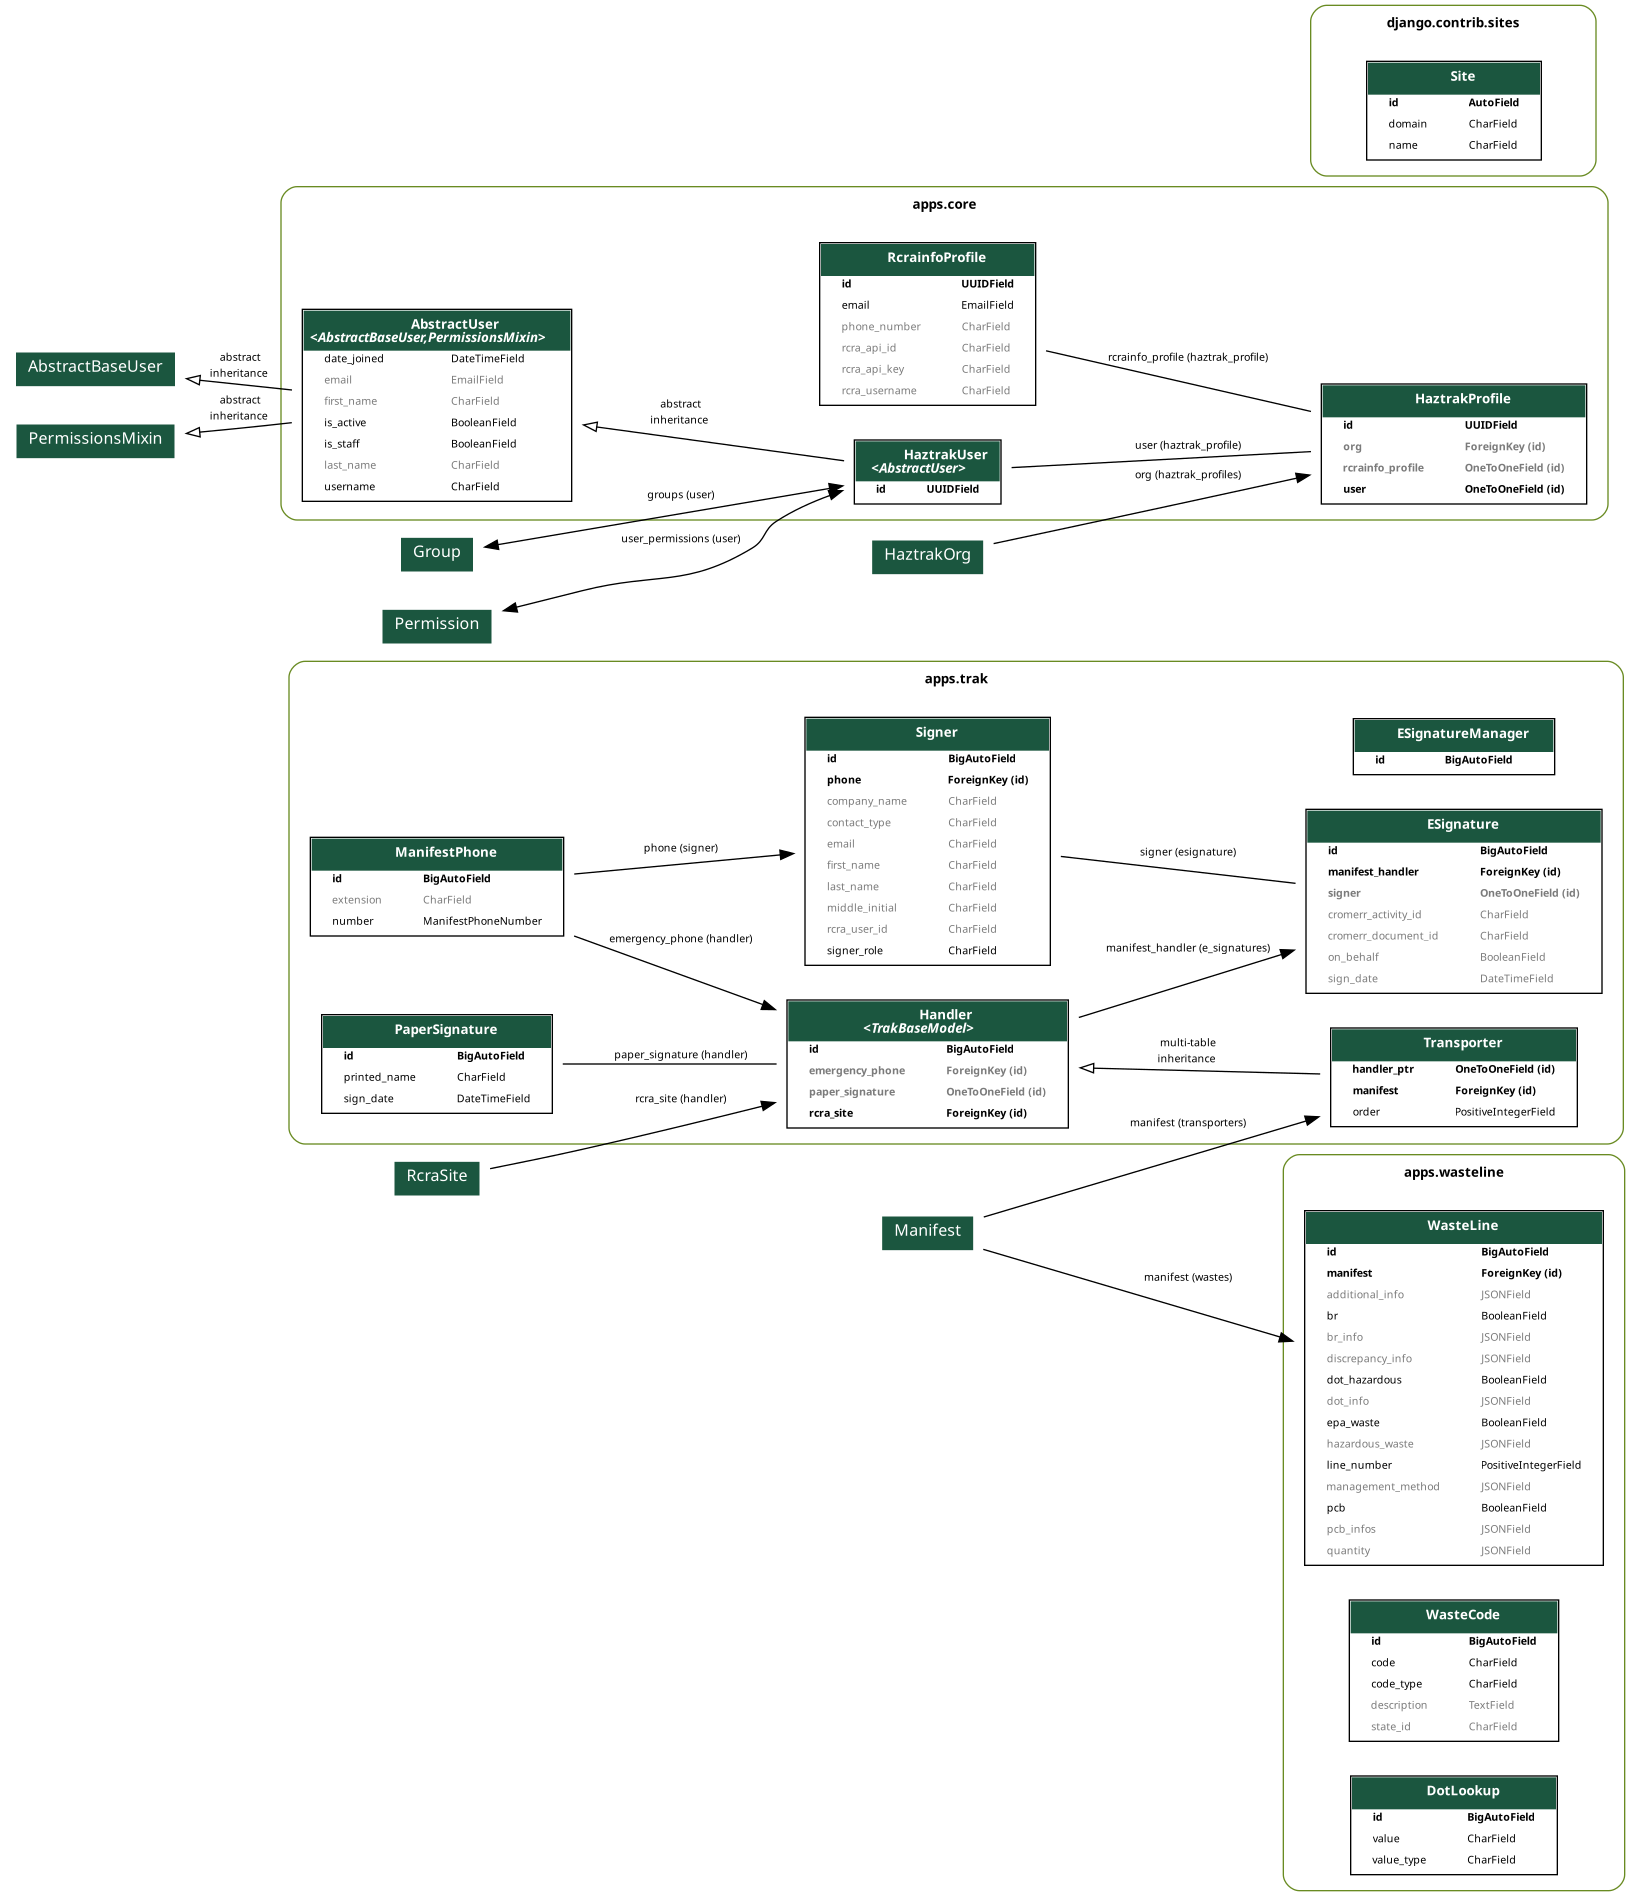 django.contrib.sites
Site
id AutoField
domain CharField
name CharField
apps.core
RcrainfoProfile
id UUIDField
email EmailField
phone_number CharField
rcra_api_id CharField
rcra_api_key CharField
rcra_username CharField
AbstractUser
<AbstractBaseUser,PermissionsMixin>
date_joined DateTimeField
email EmailField
first_name CharField
is_active BooleanField
is_staff BooleanField
last_name CharField
username CharField
AbstractBaseUser
abstract
inheritance
PermissionsMixin
abstract
inheritance
abstract
inheritance
rcrainfo_profile (haztrak_profile)
HaztrakProfile
id UUIDField
org ForeignKey (id)
rcrainfo_profile OneToOneField (id)
user OneToOneField (id)
HaztrakUser
<AbstractUser>
id UUIDField
user (haztrak_profile)
org (haztrak_profiles)
groups (user)
user_permissions (user)
Group
HaztrakOrg
Permission
apps.trak
Signer
id BigAutoField
phone ForeignKey (id)
company_name CharField
contact_type CharField
email CharField
first_name CharField
last_name CharField
middle_initial CharField
rcra_user_id CharField
signer_role CharField
ESignatureManager
id BigAutoField
ESignature
id BigAutoField
manifest_handler ForeignKey (id)
signer OneToOneField (id)
cromerr_activity_id CharField
cromerr_document_id CharField
on_behalf BooleanField
sign_date DateTimeField
ManifestPhone
id BigAutoField
extension CharField
number ManifestPhoneNumber
phone (signer)
signer (esignature)
emergency_phone (handler)
manifest_handler (e_signatures)
PaperSignature
id BigAutoField
printed_name CharField
sign_date DateTimeField
Handler
<TrakBaseModel>
id BigAutoField
emergency_phone ForeignKey (id)
paper_signature OneToOneField (id)
rcra_site ForeignKey (id)
paper_signature (handler)
rcra_site (handler)
multi-table
inheritance
Transporter
handler_ptr OneToOneField (id)
manifest ForeignKey (id)
order PositiveIntegerField
manifest (transporters)
RcraSite
Manifest
manifest (wastes)
apps.wasteline
WasteLine
id BigAutoField
manifest ForeignKey (id)
additional_info JSONField
br BooleanField
br_info JSONField
discrepancy_info JSONField
dot_hazardous BooleanField
dot_info JSONField
epa_waste BooleanField
hazardous_waste JSONField
line_number PositiveIntegerField
management_method JSONField
pcb BooleanField
pcb_infos JSONField
quantity JSONField
WasteCode
id BigAutoField
code CharField
code_type CharField
description TextField
state_id CharField
DotLookup
id BigAutoField
value CharField
value_type CharField